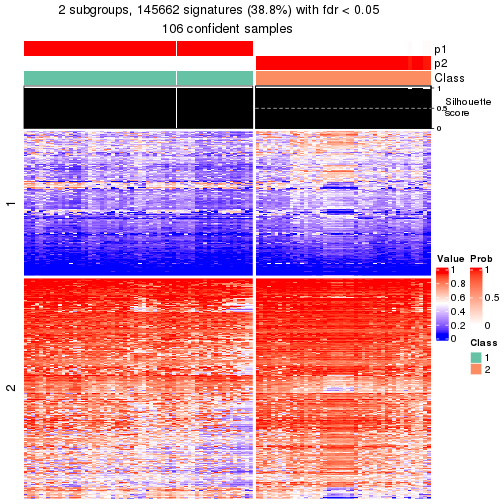 2 subgroups, 145662 signatures (38.8%) with fdr < 0.05
106 confident samples
p1
p2
Class
1
0.5
0
Silhouette
score
1
2
Value
1
0.8
0.6
0.4
0.2
0
Prob
1
0.5
0
Class
1
2